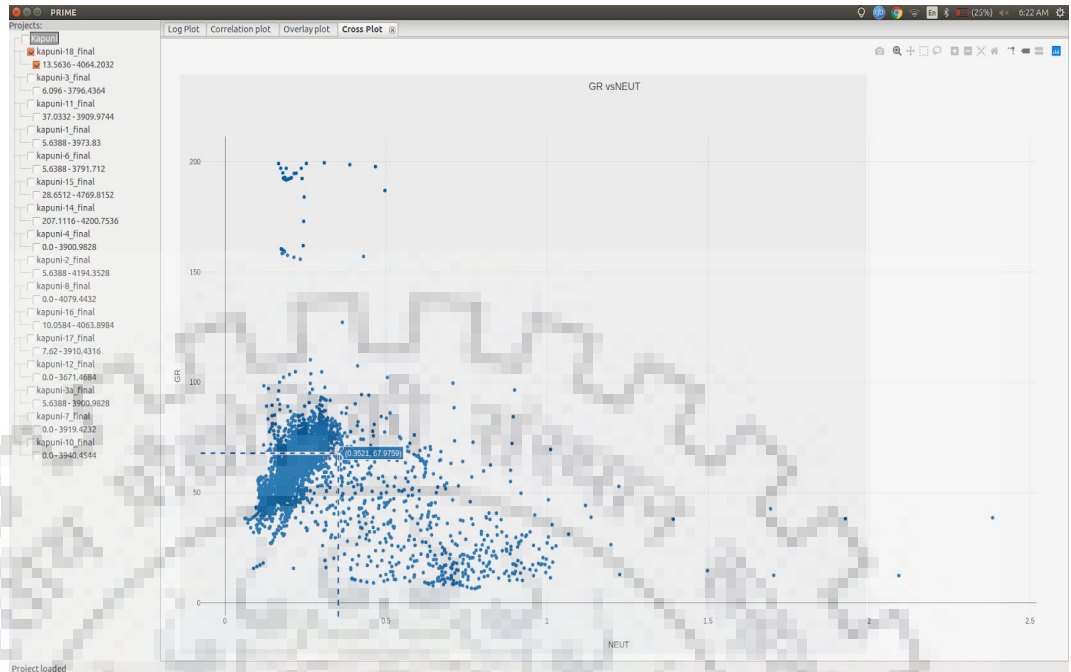 PRIME
En (25%) 6:22 AM
Projects:
Kapuni
kapuni-18_final
13.5636 - 4064.2032
kapuni-3_final
6.096 - 3796.4364
kapuni-11_final
37.0332 - 3909.9744
kapuni-1_final
5.6388 - 3973.83
kapuni-6_final
5.6388 - 3791.712
kapuni-15_final
28.6512 - 4769.8152
kapuni-14_final
207.1116 - 4200.7536
kapuni-4_final
0.0 - 3900.9828
kapuni-2_final
5.6388 - 4194.3528
kapuni-8_final
0.0 - 4079.4432
kapuni-16_final
10.0584 - 4063.8984
kapuni-17_final
7.62 - 3910.4316
kapuni-12_final
0.0 - 3671.4684
kapuni-3a_final
5.6388 - 3900.9828
kapuni-7_final
0.0 - 3919.4232
kapuni-10_final
0.0 - 3940.4544
Log Plot Correlation plot Overlay plot Cross Plot
GR vsNEUT
200
150
100
50
0
GR
(0.3521, 67.9759)
0 0.5 1 1.5 2 2.5
NEUT
Project loaded